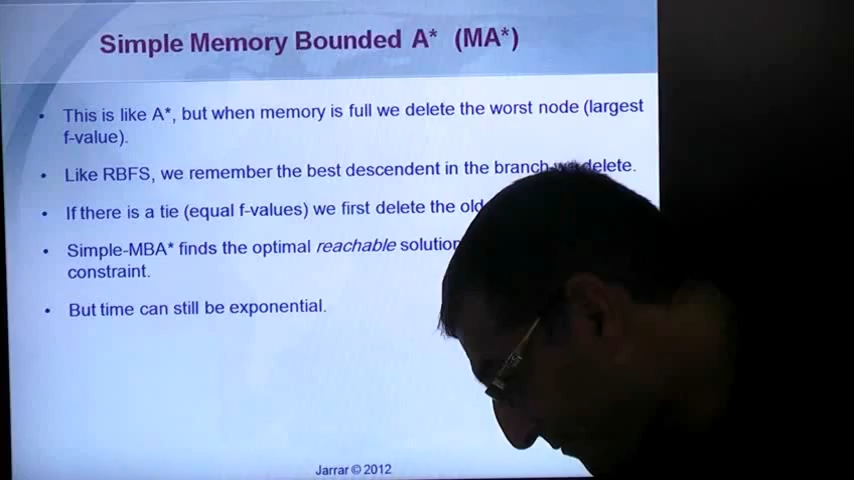 Simple Memory Bounded A* (MA*)
• This is like A*, but when memory is full we delete the worst node (largest
f-value).
• Like RBFS, we remember the best descendent in the branch we delete.
• If there is a tie (equal f-values) we first delete the
• Simple-MBA* finds the optimal reachable solution
constraint.
• But time can still be exponential.
Jarrar © 2012